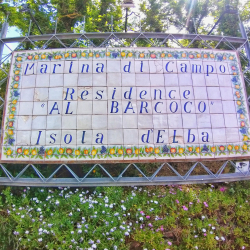 Marina di Campo
Residence
"AL BARCOCO"
Isola d'Elba